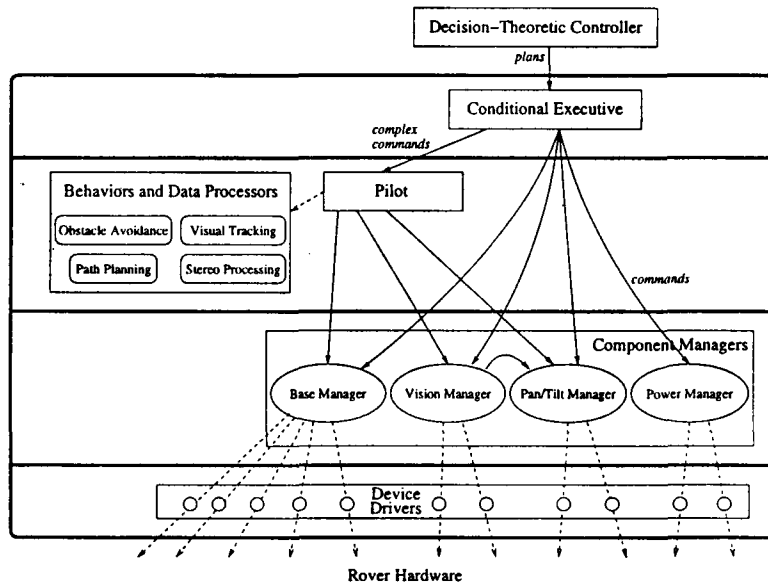 Decision-Theoretic Controller
plans
Conditional Executive
complex
commands
Behaviors and Data Processors
Pilot
Obstacle Avoidance
Visual Tracking
Path Planning
Stereo Processing
commands
Component Managers
Base Manager
Vision Manager
Pan/Tilt Manager
Power Manager
Device
Drivers
Rover Hardware